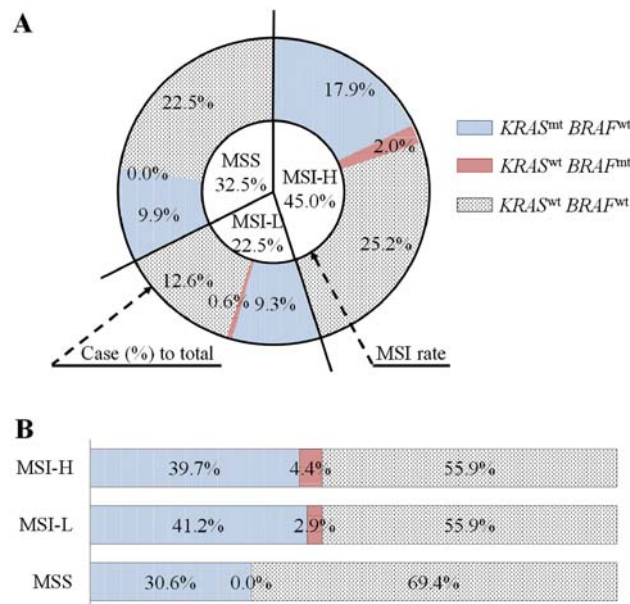 A
17.9%
2.0%
25.2%
9.3%
0.6%
12.6%
9.9%
0.0%
22.5%
MSS
32.5%
MSI-H
45.0%
MSI-L
22.5%
KRASmt BRAFwt
KRASwt BRAFmt
KRASwt BRAFwt
Case (%) to total
MSI rate
B
MSI-H 39.7% 4.4% 55.9%
MSI-L 41.2% 2.9% 55.9%
MSS 30.6% 0.0% 69.4%